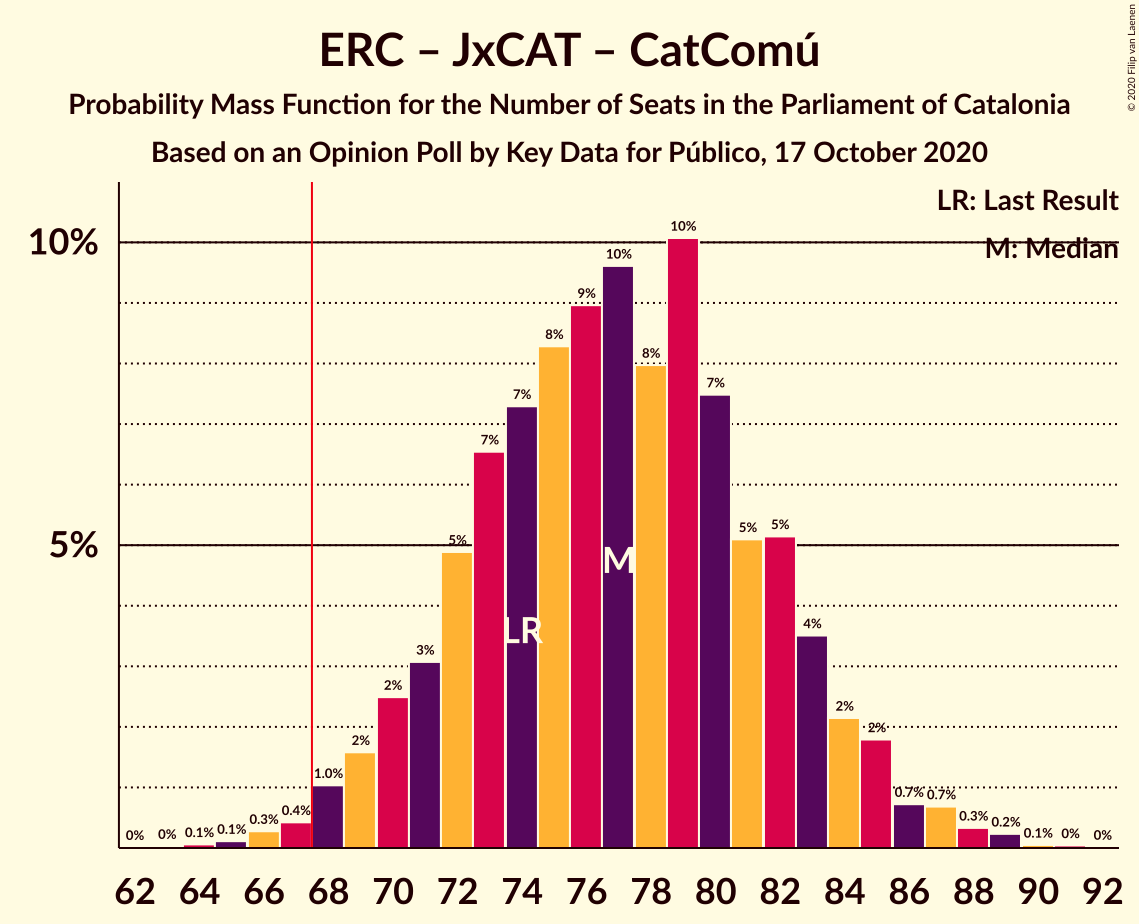 ERC – JxCAT – CatComú
Probability Mass Function for the Number of Seats in the Parliament of Catalonia
Based on an Opinion Poll by Key Data for Público, 17 October 2020
© 2020 Filip van Laenen
LR: Last Result
M: Median
10%
5%
0% 0% 0.1% 0.1% 0.3% 0.4% 1.0% 2% 2% 3% 5% 7% 7% 8% 9% 10% 8% 10% 7% 5% 5% 4% 2% 2% 0.7% 0.7% 0.3% 0.2% 0.1% 0% 0%
LR
M
62 64 66 68 70 72 74 76 78 80 82 84 86 88 90 92